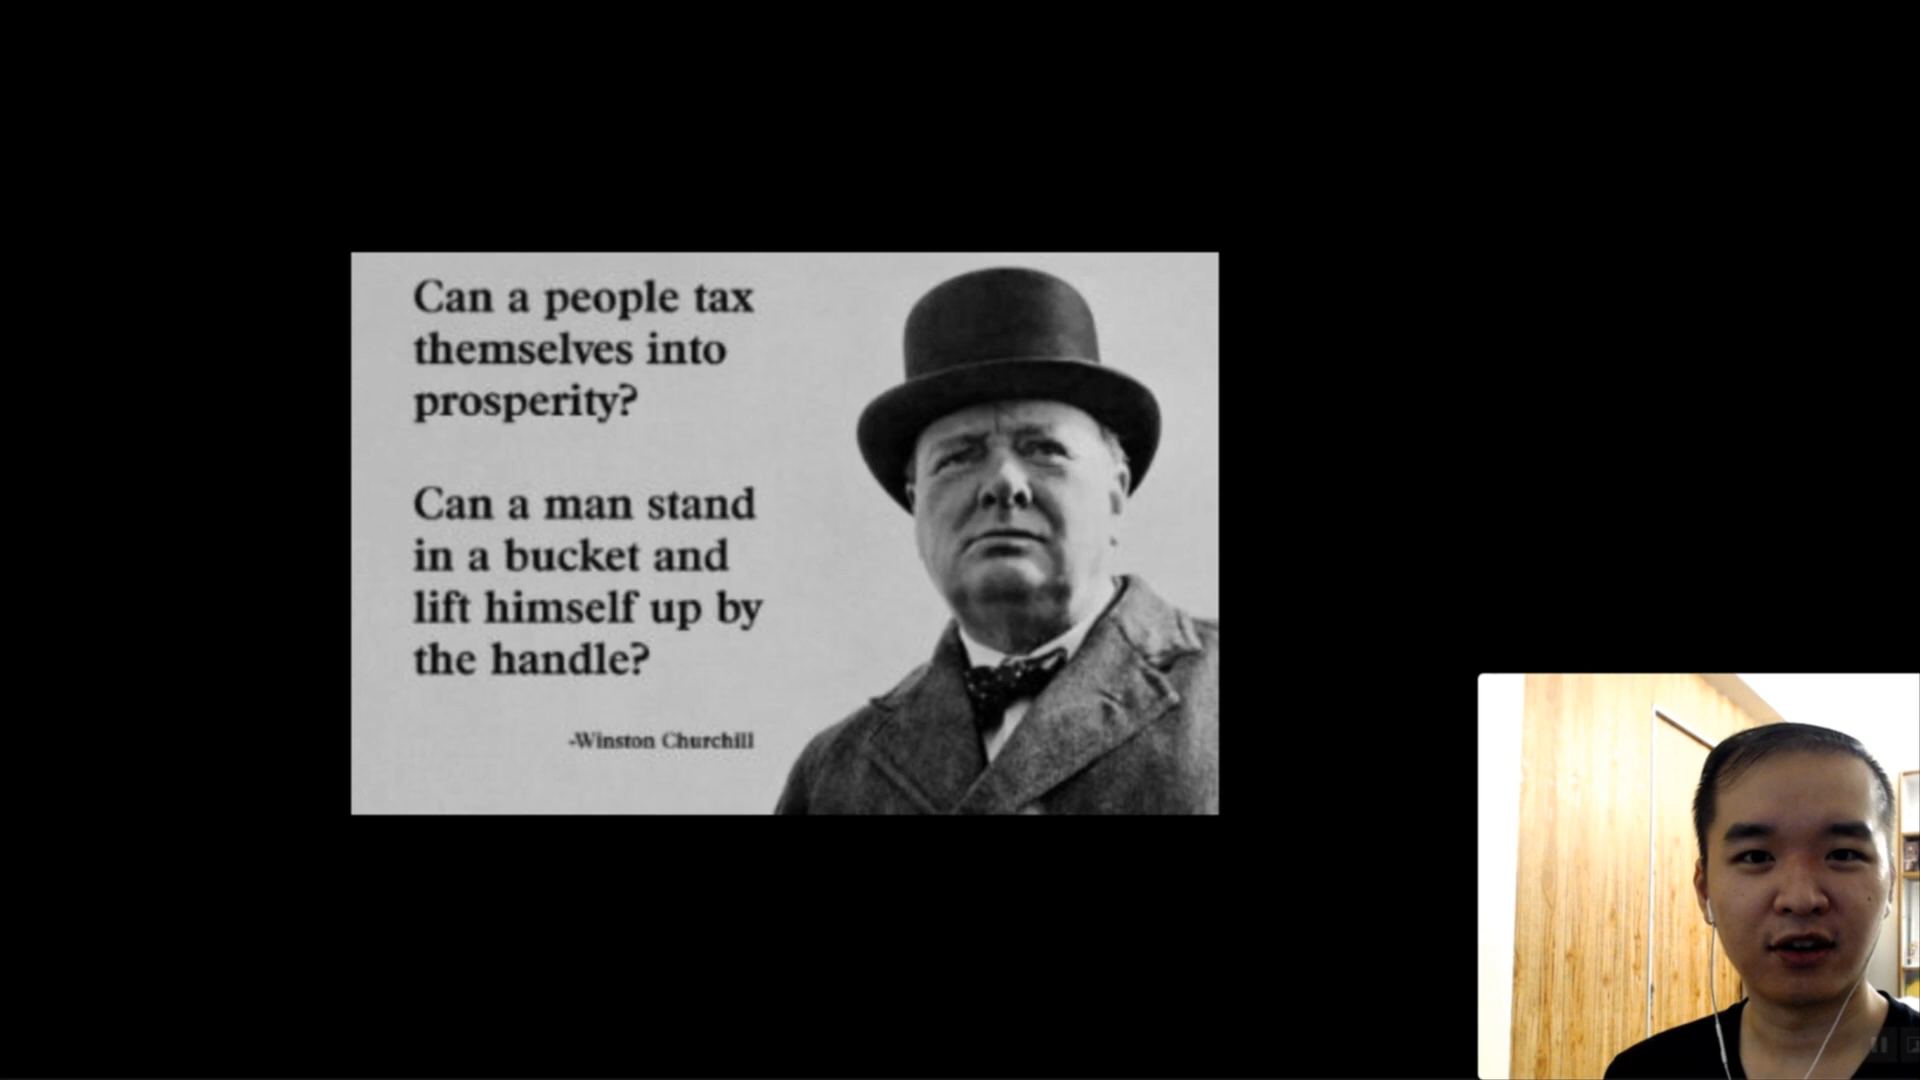 Can a people tax
themselves into
prosperity?
Can a man stand
in a bucket and
lift himself up by
the handle?
-Winston Churchill